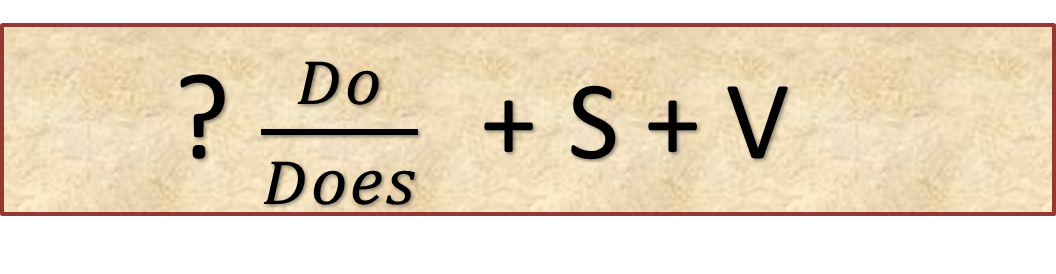 ? Do/Does + S + V